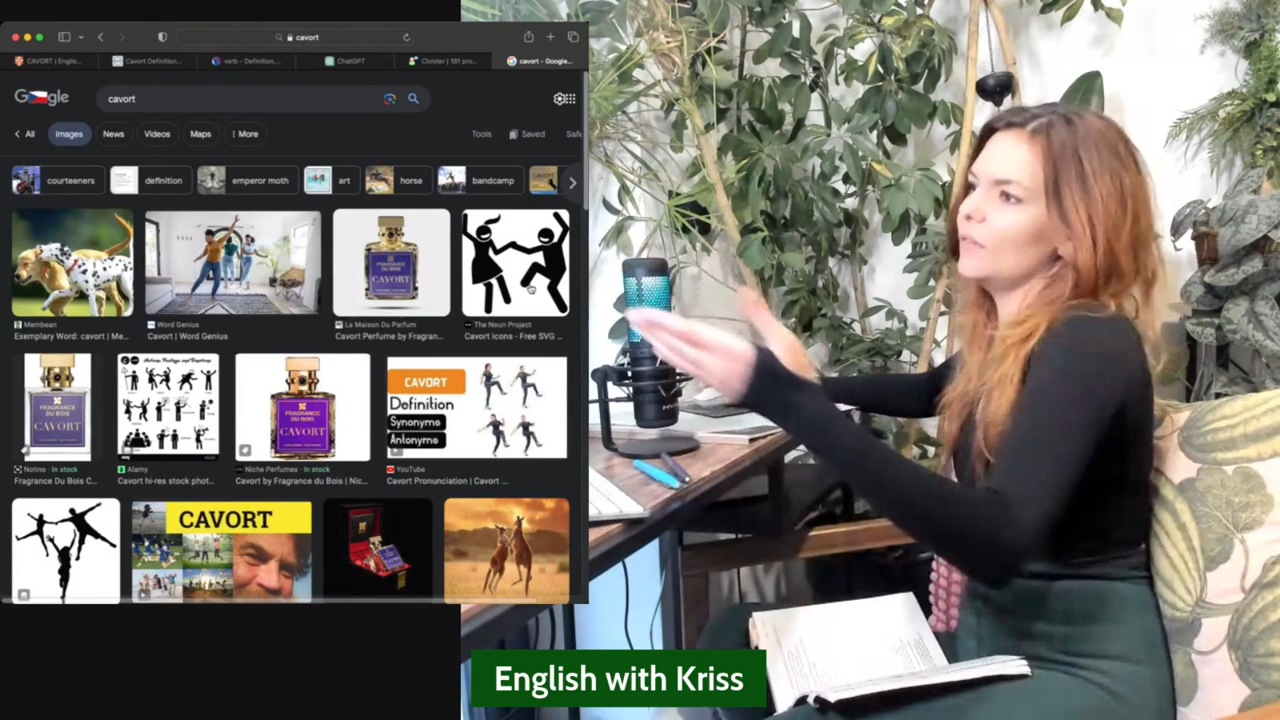 cavort
CAVORT | Englis...
Cavort Definition...
verb - Definition,...
ChatGPT
Cloister | 181 pro...
cavort - Google...
cavort
All
Images
News
Videos
Maps
More
Tools
Saved
Safe
courteeners
definition
emperor moth
art
horse
bandcamp
FRAGRANCE
DU BOIS
CAVORT
Membean
Exemplary Word: cavort | Me...
Word Genius
Cavort | Word Genius
La Maison Du Parfum
Cavort Perfume by Fragran...
The Noun Project
Cavort Icons - Free SVG ...
FRAGRANCE
DU BOIS
CAVORT
FRAGRANCE
DU BOIS
CAVORT
CAVORT
Definition
Synonyms
Antonyms
Notino · In stock
Fragrance Du Bois C...
Alamy
Cavort hi-res stock phot...
Niche Perfumes · In stock
Cavort by Fragrance du Bois | Nic...
YouTube
Cavort Pronunciation | Cavort ...
CAVORT
English with Kriss